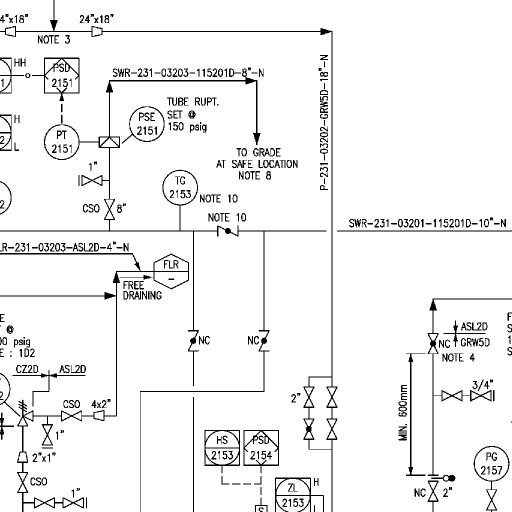 4"x18"
24"x18"
NOTE 3
HH
PSD
2151
SWR-231-03203-115201D-8"-N
H
L
PT
2151
PSE
2151
TUBE RUPT.
SET @
150 psig
P-231-03202-GRW5D-18"-N
TO GRADE
AT SAFE LOCATION
NOTE 8
1"
TG
2153
NOTE 10
CSO
8"
NOTE 10
SWR-231-03201-115201D-10"-N
LR-231-03203-ASL2D-4"-N
FLR
-
FREE
DRAINING
@
00 psig
E : 1D2
CZ2D
ASL2D
NC
NC
ASL2D
GRW5D
NC
NOTE 4
CSO
4x2"
1"
2"x1"
CSO
1"
2"
MIN. 600mm
3/4"
HS
2153
PSD
2154
ZL
2153
H
L
S
PG
2157
NC
2"